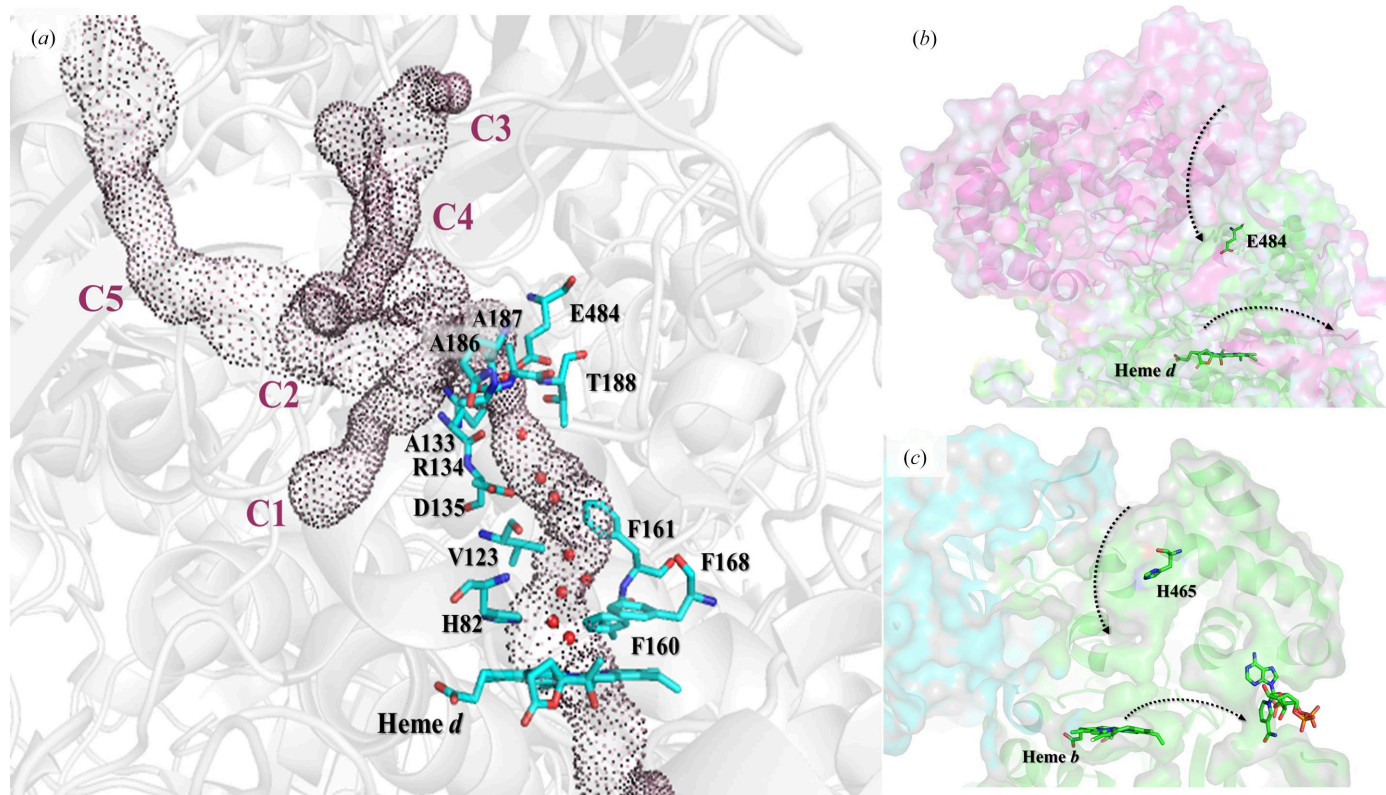 (a)
C3
C4
C5
E484
A187
A186
T188
C2
A133
R134
D135
C1
F161
V123
F168
H82
F160
Heme d
(b)
E484
Heme d
(c)
H465
Heme b